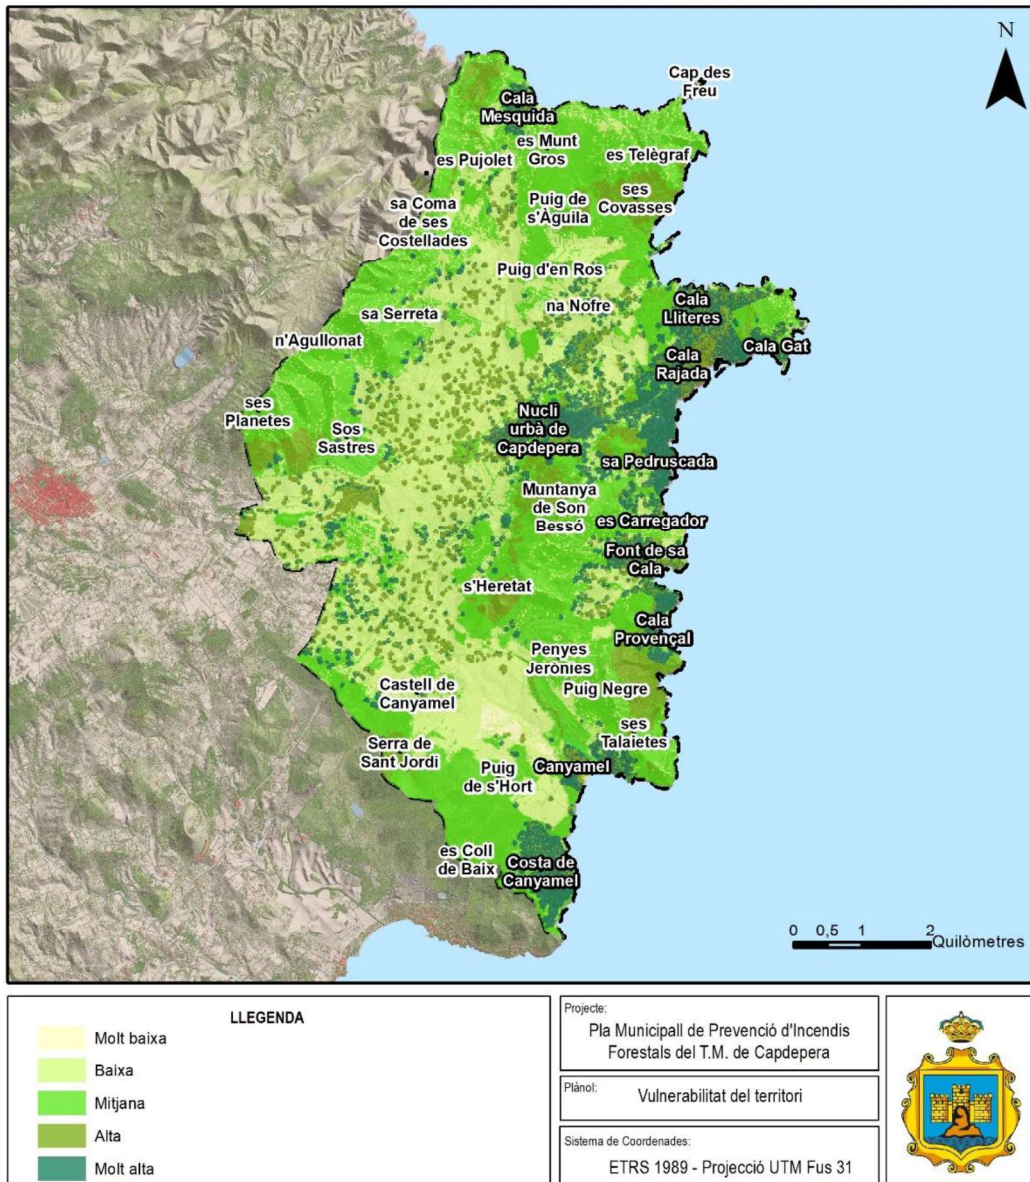 N
Cap des
Freu
Cala
Mesquida
es Munt
Gros
es Pujolet
es Telègraf
ses
Covasses
Puig de
s'Àguila
sa Coma
de ses
Costellades
Puig d'en Ros
na Nofre
Cala
Lliteres
sa Serreta
n'Agullonat
Cala Gat
Cala
Rajada
ses
Planetes
Sos
Sastres
Nucli
urbà de
Capdepera
sa Pedruscada
Muntanya
de Son
Bessó
es Carregador
Font de sa
Cala
s'Heretat
Cala
Provençal
Penyes
Jerònies
Puig Negre
Castell de
Canyamel
ses
Talaietes
Serra de
Sant Jordi
Puig
de s'Hort
Canyamel
es Coll
de Baix
Costa de
Canyamel
0 0,5 1 2
Quilòmetres
LLEGENDA
Molt baixa
Baixa
Mitjana
Alta
Molt alta
Projecte:
Pla Municipall de Prevenció d'Incendis
Forestals del T.M. de Capdepera
Plànol:
Vulnerabilitat del territori
Sistema de Coordenades:
ETRS 1989 - Projecció UTM Fus 31